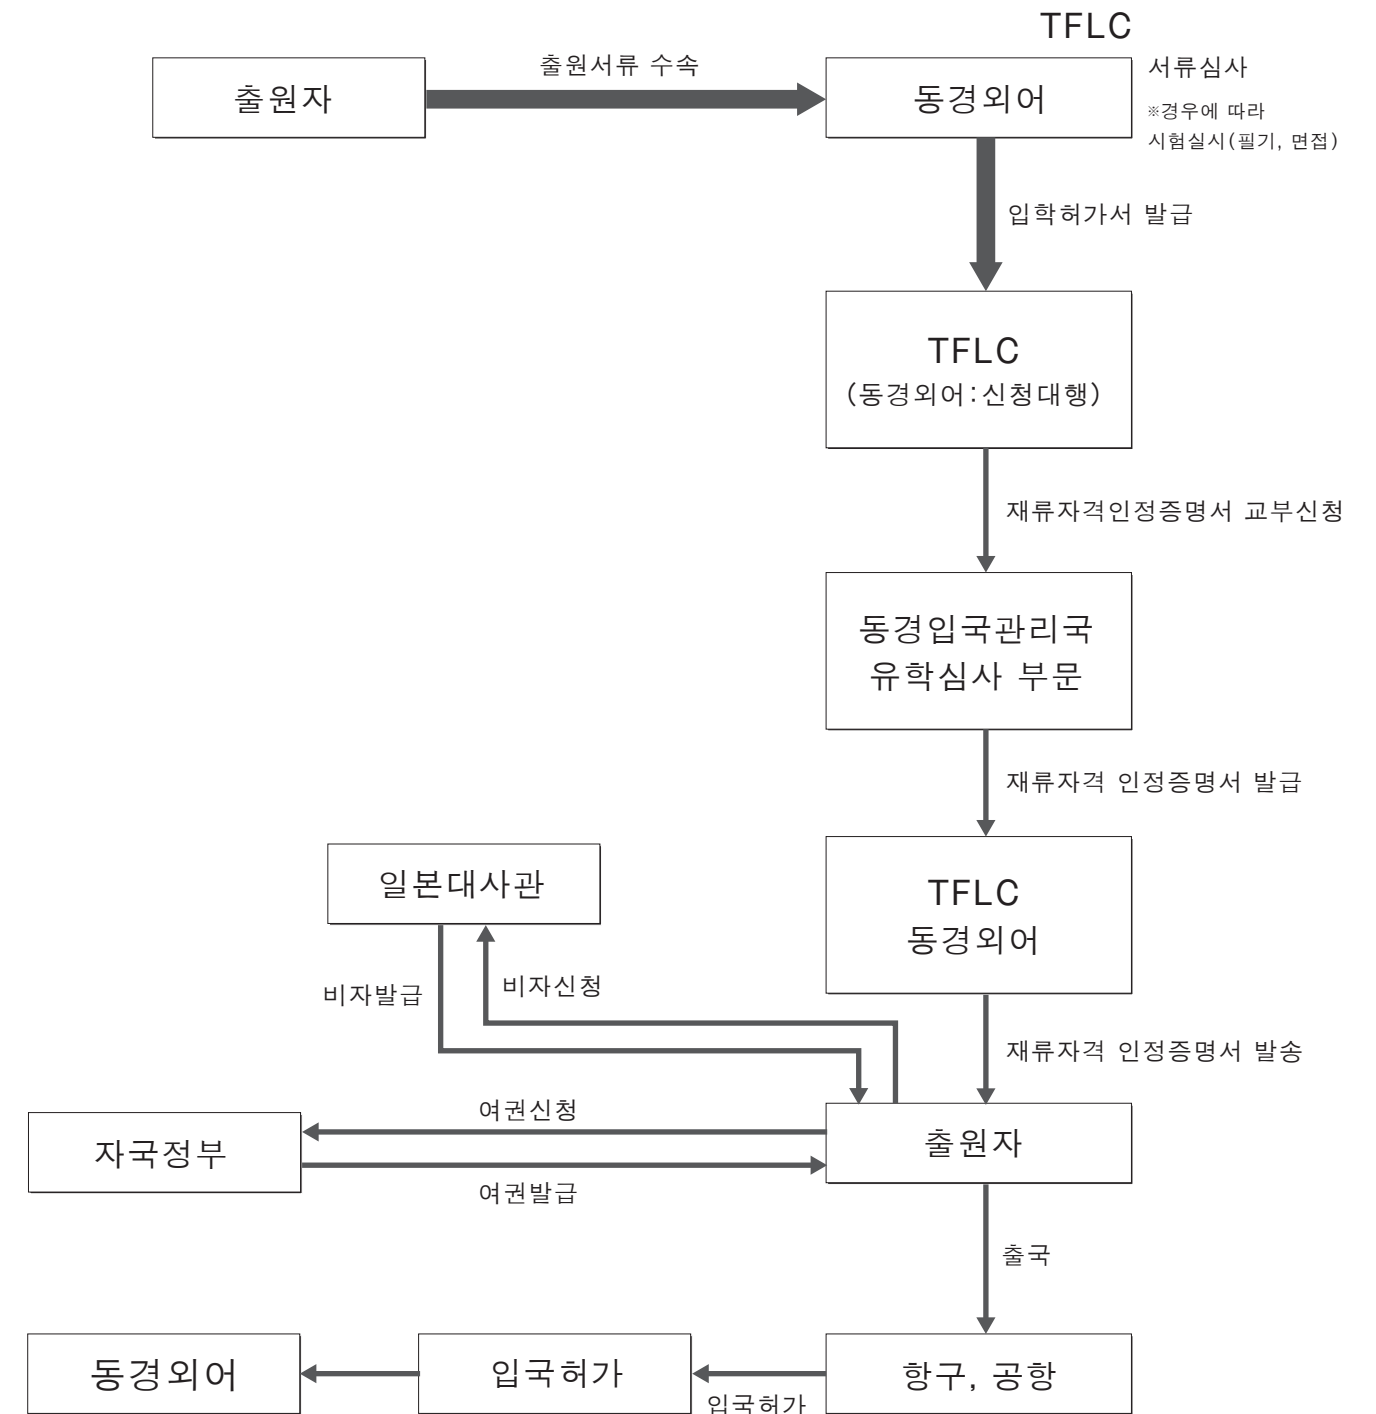 TFLC
출원자
출원서류 수속
동경외어
서류심사
※경우에 따라
시험실시(필기, 면접)
입학허가서 발급
TFLC
(동경외어:신청대행)
재류자격인정증명서 교부신청
동경입국관리국
유학심사 부문
재류자격 인정증명서 발급
일본대사관
TFLC
동경외어
비자발급
비자신청
재류자격 인정증명서 발송
여권신청
자국정부
출원자
여권발급
출국
동경외어
입국허가
항구, 공항
입국허가